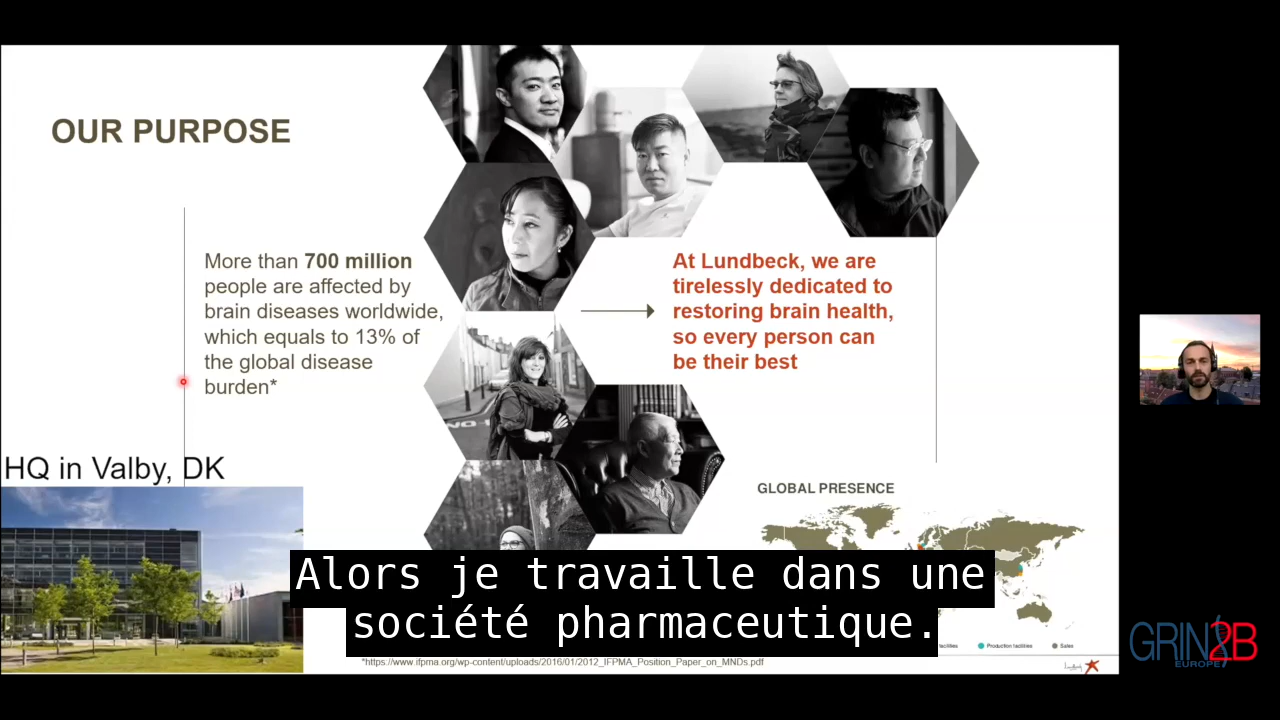 OUR PURPOSE
More than 700 million
people are affected by
brain diseases worldwide,
which equals to 13% of
the global disease
burden*
At Lundbeck, we are
tirelessly dedicated to
restoring brain health,
so every person can
be their best
HQ in Valby, DK
GLOBAL PRESENCE
Alors je travaille dans une
société pharmaceutique.
Production facilities
Sales
*https://www.ifpma.org/wp-content/uploads/2016/01/2012_IFPMA_Position_Paper_on_MNDs.pdf
GRIN2B
EUROPE